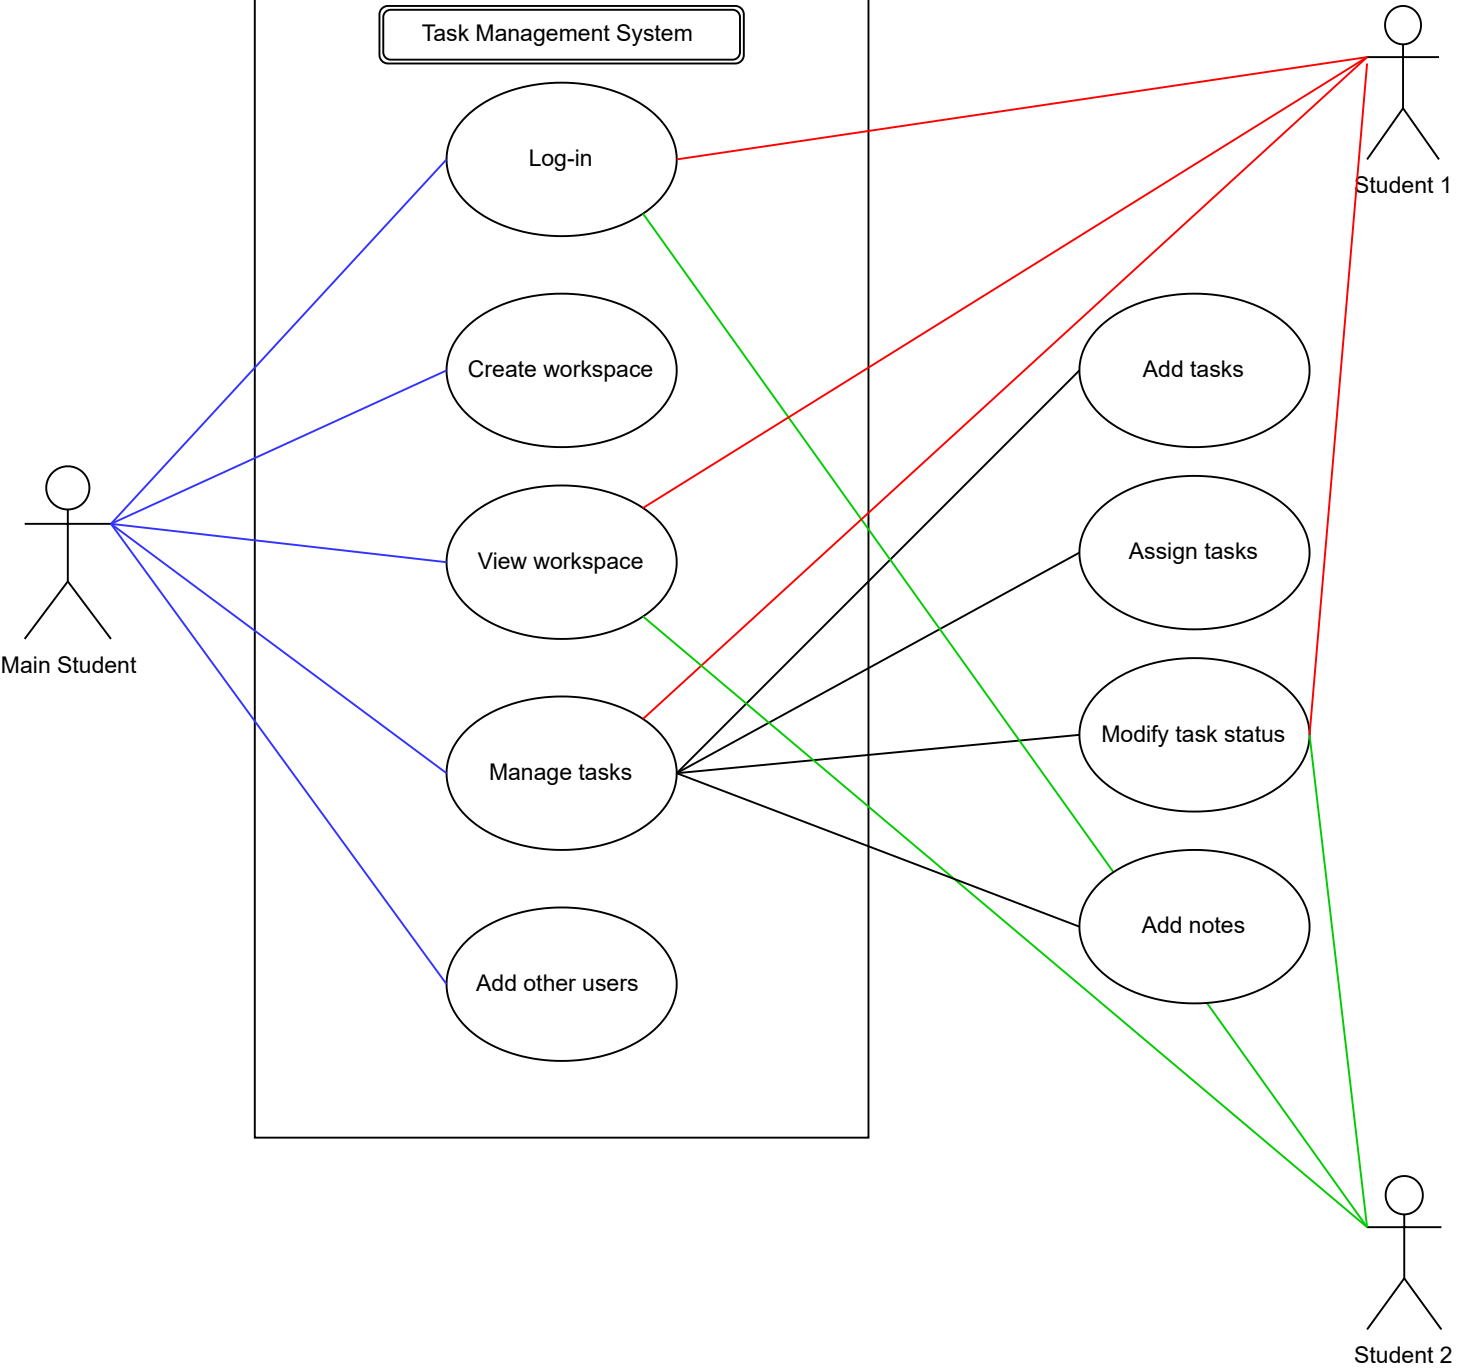 Task Management System
Log-in
Student 1
Create workspace
Add tasks
View workspace
Assign tasks
Main Student
Manage tasks
Modify task status
Add other users
Add notes
Student 2